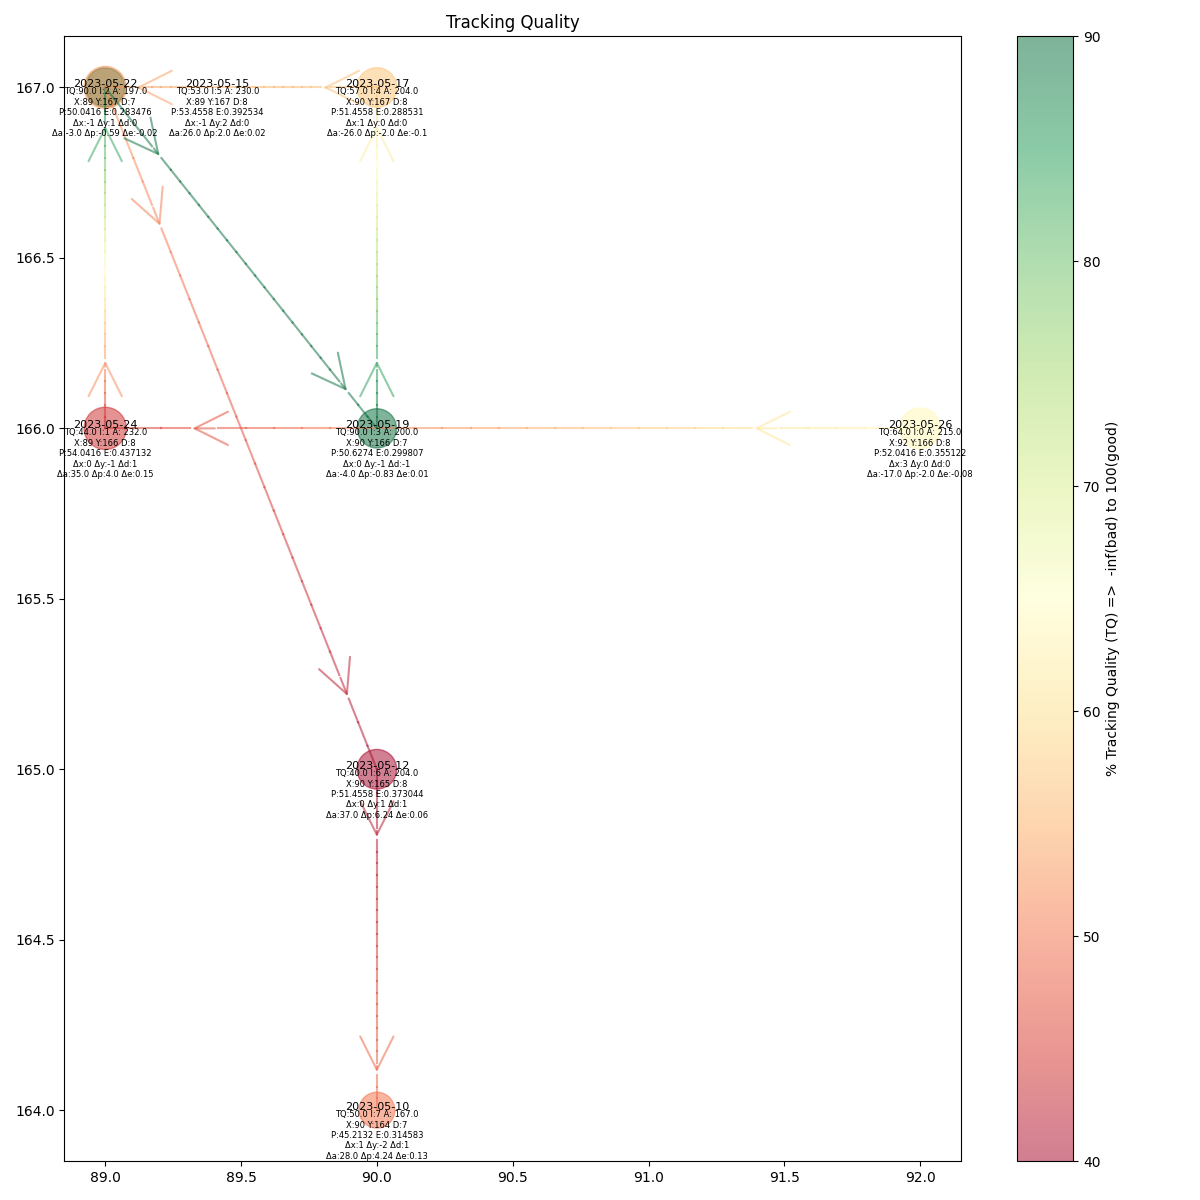 Tracking Quality
167.0
166.5
166.0
165.5
165.0
164.5
164.0
2023-05-22
TQ:90.0 I:2 A: 197.0
X:89 Y:167 D:7
P:50.0416 E:0.283476
Δx:-1 Δy:1 Δd:0
Δa:-3.0 Δp:-0.59 Δe:-0.02
2023-05-15
TQ:53.0 I:5 A: 230.0
X:89 Y:167 D:8
P:53.4558 E:0.392534
Δx:-1 Δy:2 Δd:0
Δa:26.0 Δp:2.0 Δe:0.02
2023-05-17
TQ:57.0 I:4 A: 204.0
X:90 Y:167 D:8
P:51.4558 E:0.288531
Δx:1 Δy:0 Δd:0
Δa:-26.0 Δp:-2.0 Δe:-0.1
2023-05-24
TQ:44.0 I:1 A: 232.0
X:89 Y:166 D:8
P:54.0416 E:0.437132
Δx:0 Δy:-1 Δd:1
Δa:35.0 Δp:4.0 Δe:0.15
2023-05-19
TQ:90.0 I:3 A: 200.0
X:90 Y:166 D:7
P:50.6274 E:0.299807
Δx:0 Δy:-1 Δd:-1
Δa:-4.0 Δp:-0.83 Δe:0.01
2023-05-26
TQ:64.0 I:0 A: 215.0
X:92 Y:166 D:8
P:52.0416 E:0.355122
Δx:3 Δy:0 Δd:0
Δa:-17.0 Δp:-2.0 Δe:-0.08
2023-05-12
TQ:40.0 I:6 A: 204.0
X:90 Y:165 D:8
P:51.4558 E:0.373044
Δx:0 Δy:1 Δd:1
Δa:37.0 Δp:6.24 Δe:0.06
2023-05-10
TQ:50.0 I:7 A: 167.0
X:90 Y:164 D:7
P:45.2132 E:0.314583
Δx:1 Δy:-2 Δd:1
Δa:28.0 Δp:4.24 Δe:0.13
89.0
89.5
90.0
90.5
91.0
91.5
92.0
90
80
70
60
50
40
% Tracking Quality (TQ) => -inf(bad) to 100(good)